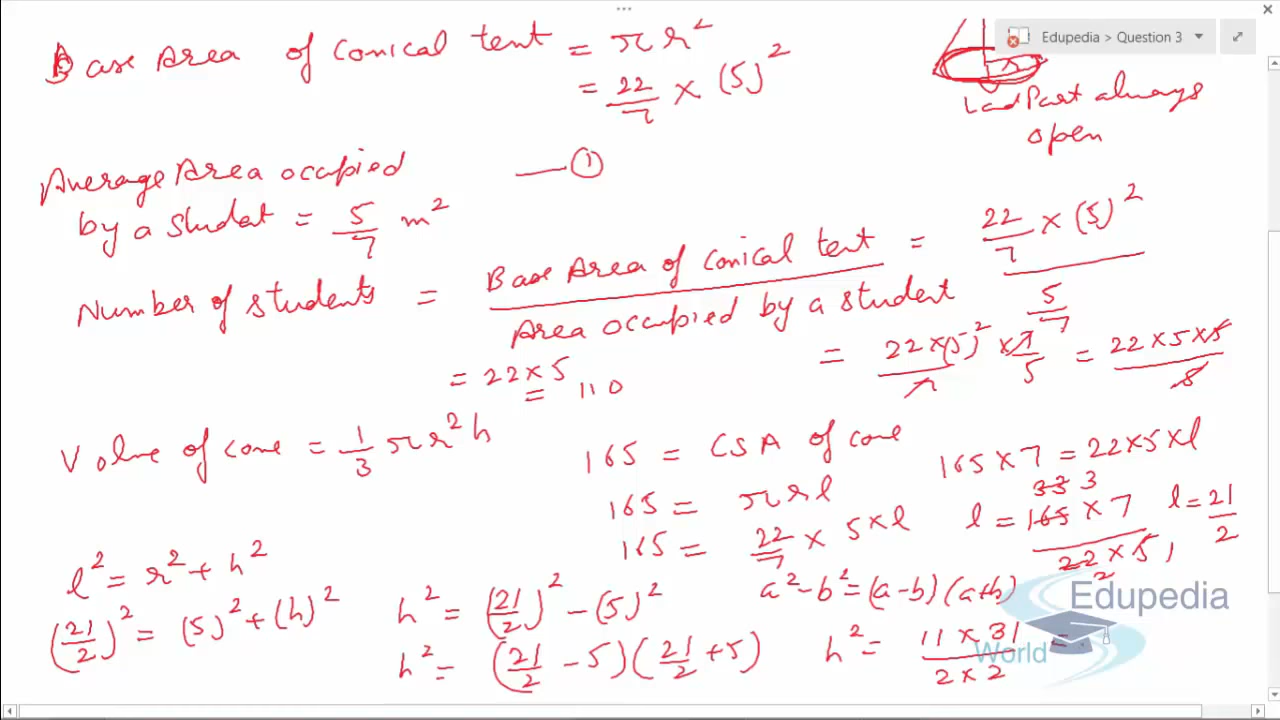 Edupedia > Question 3
Base Area of Conical tent = πr²
= 22/7 × (5)²
Part always
open
Average Area occupied
— ①
by a student = 5/7 m²
Number of students = Base Area of Conical tent / Area occupied by a student = 22/7 × (5)² / 5/7
= 22 × (5)² × 7 / 7 5 = 22 × 5 × 5 / 5
= 22 × 5
= 110
Volume of cone = 1/3 πr²h
165 = CSA of cone
165 = πrl
165 = 22/7 × 5 × l
165 × 7 = 22 × 5 × l
33 3
l = 165 × 7 / 22 × 5, l = 21/2
2
l² = r² + h²
(21/2)² = (5)² + (h)²
h² = (21/2)² – (5)²
a² – b² = (a – b) (a + b)
h² = (21/2 – 5) (21/2 + 5)
h² = 11 × 31 / 2 × 2 =
Edupedia
World